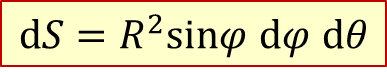 dS = R²sinφ dφ dθ